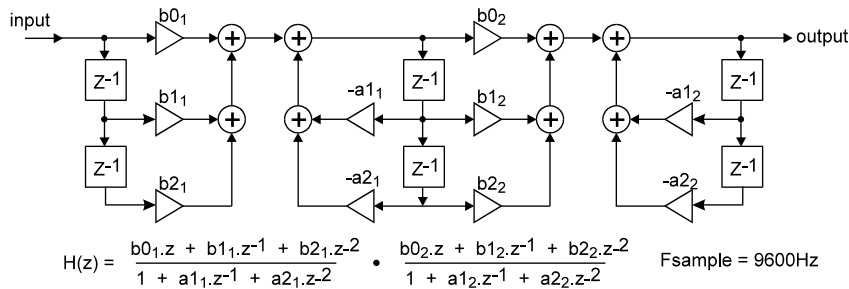 input b0₁ b0₂ output
+ + + +
Z-1 Z-1 Z-1
b1₁ -a1₁ b1₂ -a1₂
+ + + +
Z-1 Z-1 Z-1
b2₁ -a2₁ b2₂ -a2₂
H(z) = b0₁.z + b1₁.z-1 + b2₁.z-2 • b0₂.z + b1₂.z-1 + b2₂.z-2 Fsample = 9600Hz
1 + a1₁.z-1 + a2₁.z-2 1 + a1₂.z-1 + a2₂.z-2